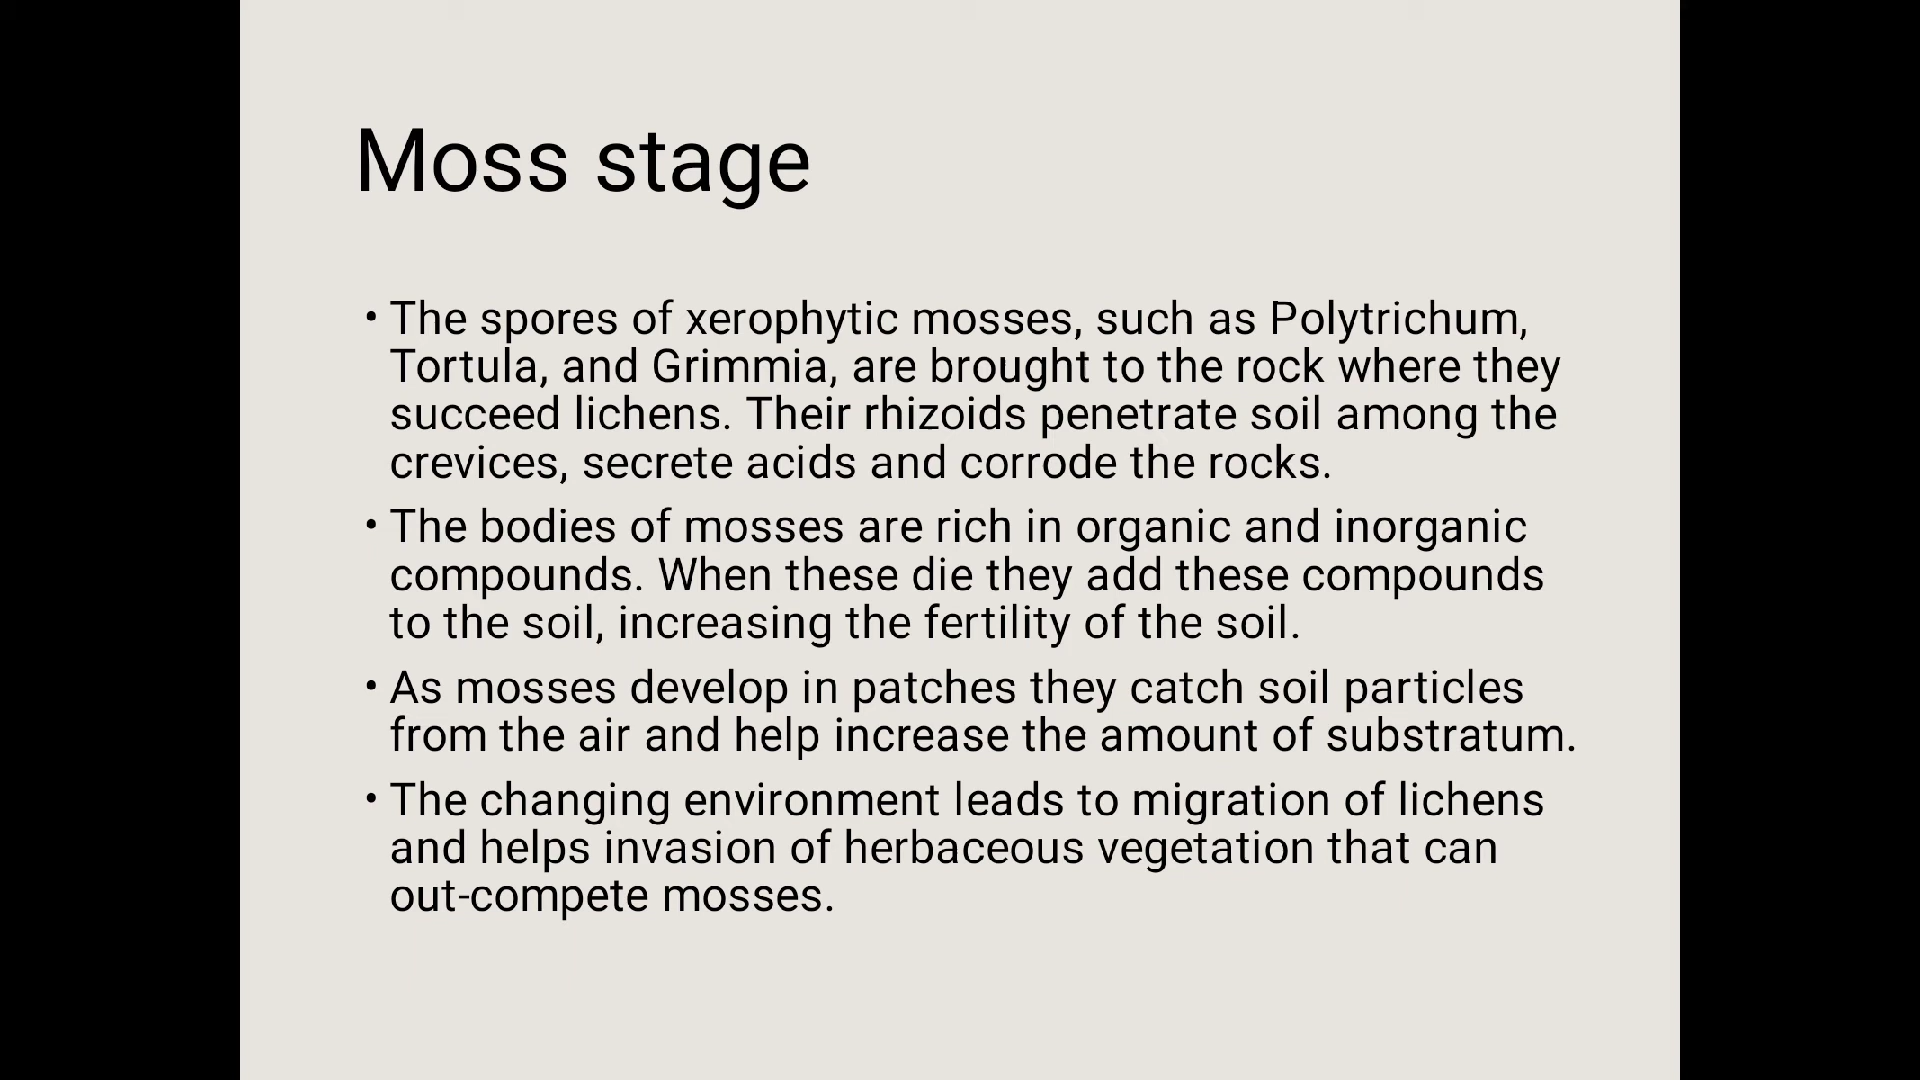 Moss stage
• The spores of xerophytic mosses, such as Polytrichum,
Tortula, and Grimmia, are brought to the rock where they
succeed lichens. Their rhizoids penetrate soil among the
crevices, secrete acids and corrode the rocks.
• The bodies of mosses are rich in organic and inorganic
compounds. When these die they add these compounds
to the soil, increasing the fertility of the soil.
• As mosses develop in patches they catch soil particles
from the air and help increase the amount of substratum.
• The changing environment leads to migration of lichens
and helps invasion of herbaceous vegetation that can
out-compete mosses.